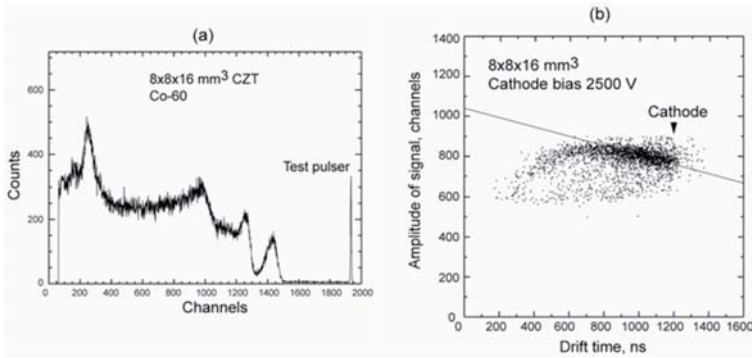 (a)
8x8x16 mm3 CZT
Co-60
Test pulser
Counts
600
400
200
0
0 200 400 600 800 1000 1200 1400 1600 1800 2000
Channels
(b)
8x8x16 mm3
Cathode bias 2500 V
Cathode
Amplitude of signal, channels
1400
1200
1000
800
600
400
200
0
0 200 400 600 800 1000 1200 1400 1600
Drift time, ns